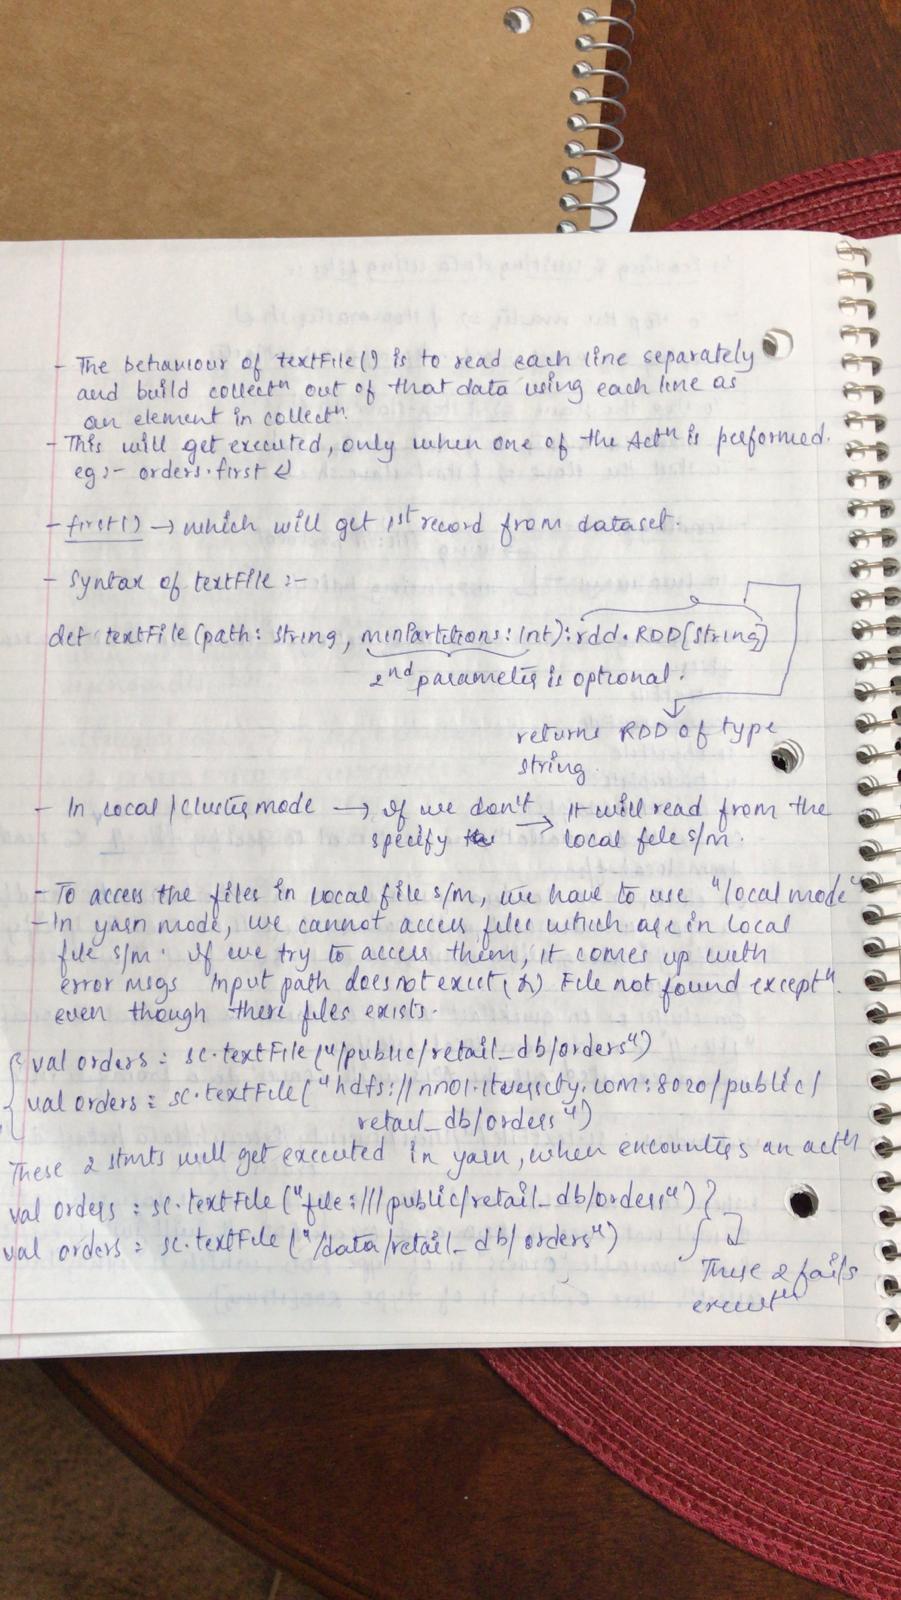 - The behaviour of textFile() is to read each line separately
and build collectⁿ out of that data using each line as
an element in collectⁿ.
- This will get executed, only when one of the Actⁿ is performed.
eg:- orders.first
- first() → which will get 1st record from dataset.
- Syntax of textFile :-
def textFile(path: string, minPartitions: Int): rdd.RDD[String]
2nd parameter is optional.
returns RDD of type
string.
- In Local/Cluster mode → If we don't → It will read from the
specify local file s/m.
- To access the files in local file s/m, we have to use "local mode"
- In yarn mode, we cannot access files which are in local
file s/m. If we try to access them, it comes up with
error msgs Input path does not exist (or) File not found exceptⁿ.
even though there files exists.
val orders = sc.textFile("/public/retail_db/orders")
val orders = sc.textFile("hdfs://nn01.itversity.com:8020/public/
retail_db/orders")
These 2 stmts will get executed in yarn, when encounters an actⁿ
val orders = sc.textFile("file:///public/retail_db/orders")
val orders = sc.textFile("/data/retail_db/orders")
These 2 fails
executⁿ